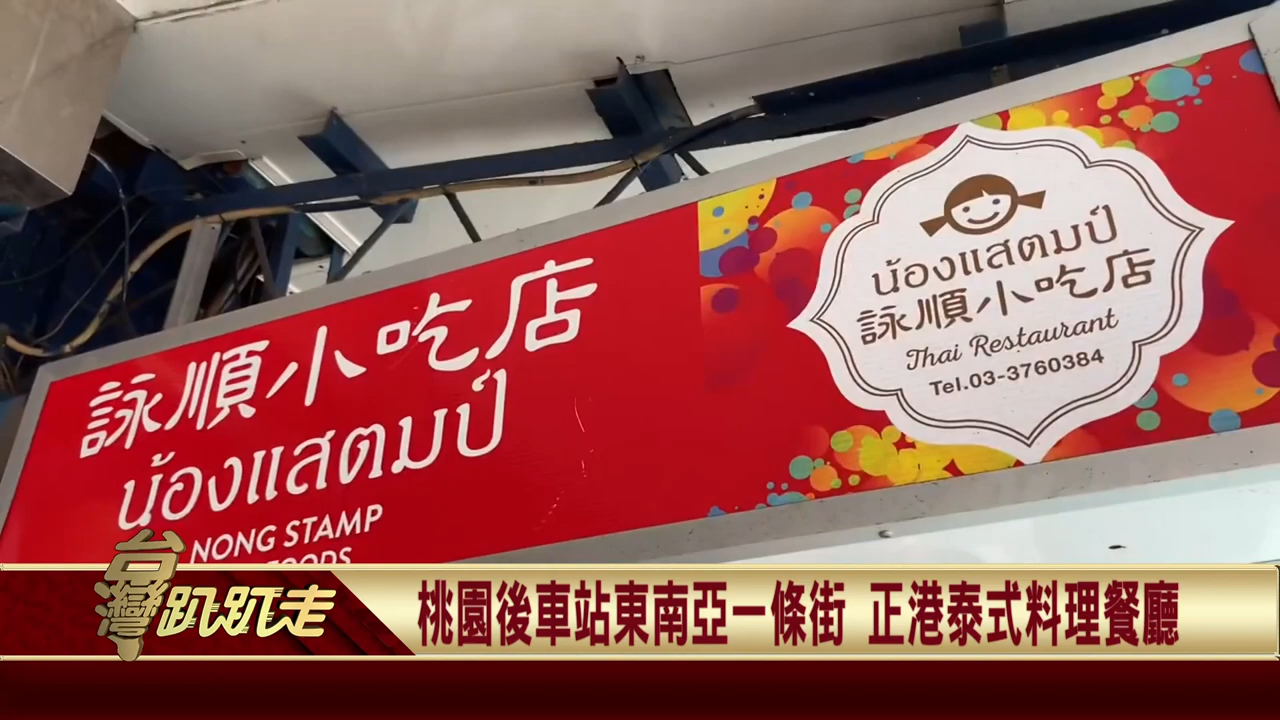 詠順小吃店
น้องแสตมป์
NONG STAMP
FOODS
น้องแสตมป์
詠順小吃店
Thai Restaurant
Tel.03-3760384
台灣趴趴走
桃園後車站東南亞一條街 正港泰式料理餐廳